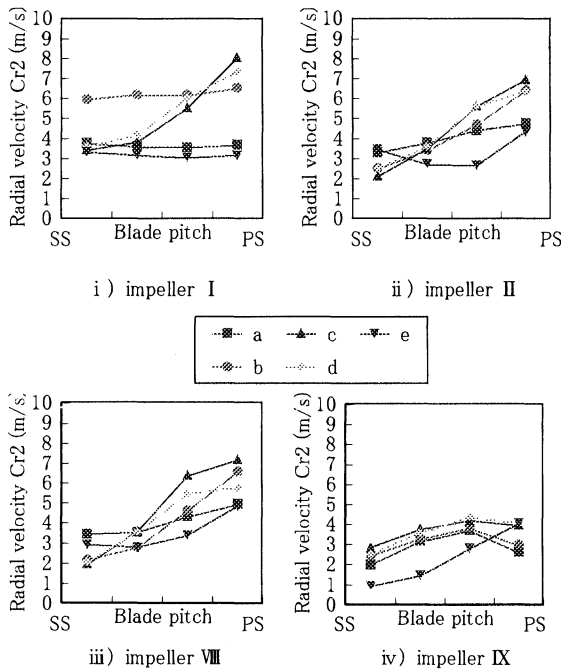 Radial velocity Cr2 (m/s)
10
9
8
7
6
5
4
3
2
1
0
SS
Blade pitch
PS
i ) impeller Ⅰ
Radial velocity Cr2 (m/s)
10
9
8
7
6
5
4
3
2
1
0
SS
Blade pitch
PS
ii ) impeller Ⅱ
a
c
e
b
d
Radial velocity Cr2 (m/s)
10
9
8
7
6
5
4
3
2
1
0
SS
Blade pitch
PS
iii) impeller Ⅷ
Radial velocity Cr2 (m/s)
10
9
8
7
6
5
4
3
2
1
0
SS
Blade pitch
PS
iv) impeller Ⅸ